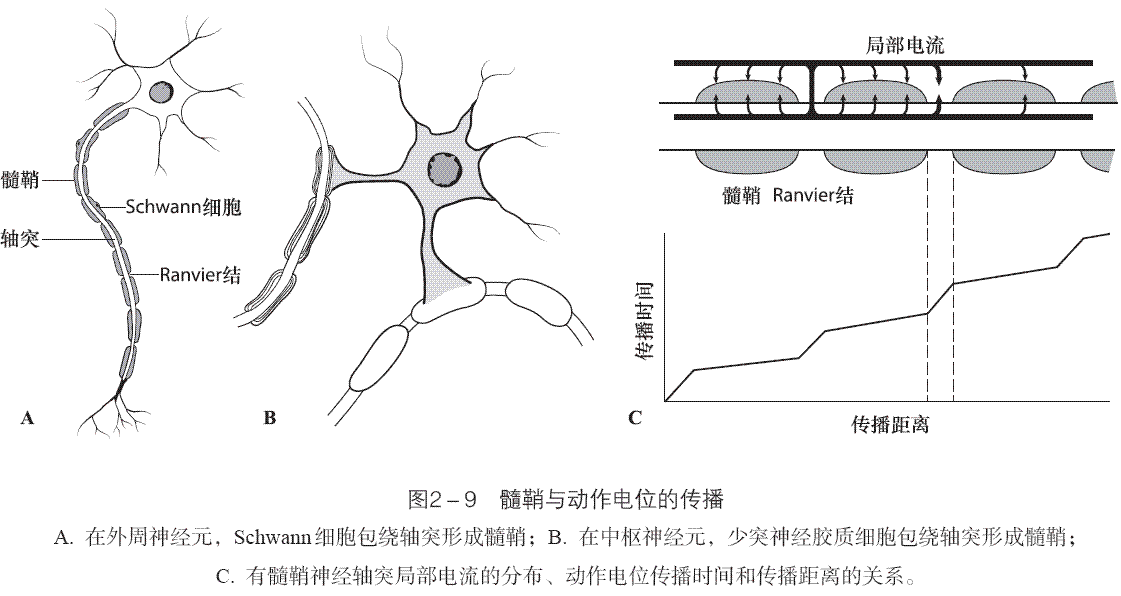 髓鞘
Schwann细胞
轴突
Ranvier结
A
B
局部电流
髓鞘 Ranvier结
传播时间
C
传播距离
图2-9 髓鞘与动作电位的传播
A. 在外周神经元，Schwann细胞包绕轴突形成髓鞘；B. 在中枢神经元，少突神经胶质细胞包绕轴突形成髓鞘；
C. 有髓鞘神经轴突局部电流的分布、动作电位传播时间和传播距离的关系。